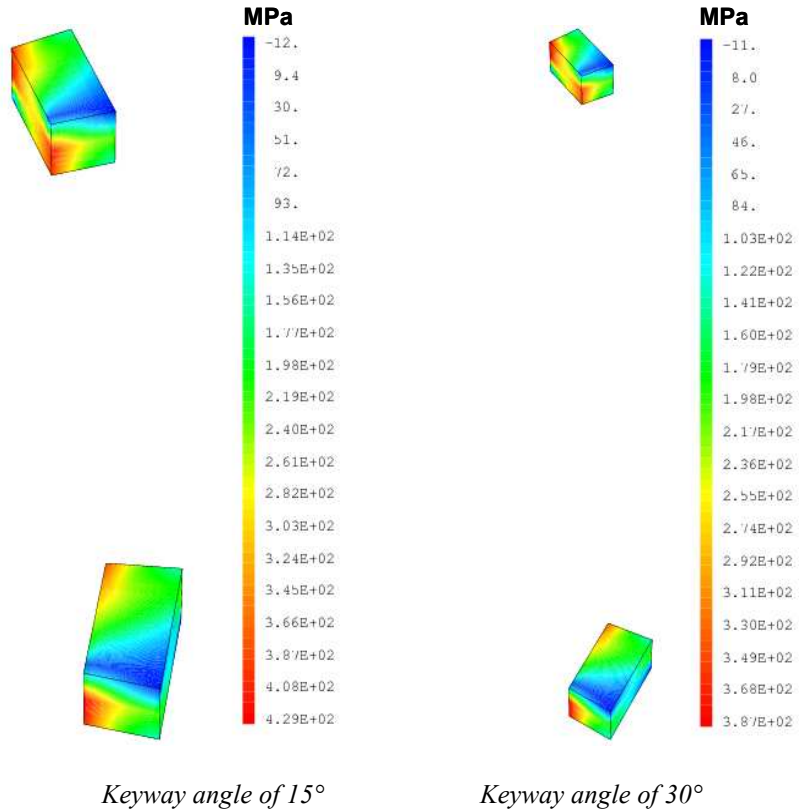 MPa
-12.
9.4
30.
51.
72.
93.
1.14E+02
1.35E+02
1.56E+02
1.77E+02
1.98E+02
2.19E+02
2.40E+02
2.61E+02
2.82E+02
3.03E+02
3.24E+02
3.45E+02
3.66E+02
3.87E+02
4.08E+02
4.29E+02
Keyway angle of 15°
MPa
-11.
8.0
27.
46.
65.
84.
1.03E+02
1.22E+02
1.41E+02
1.60E+02
1.79E+02
1.98E+02
2.17E+02
2.36E+02
2.55E+02
2.74E+02
2.92E+02
3.11E+02
3.30E+02
3.49E+02
3.68E+02
3.87E+02
Keyway angle of 30°